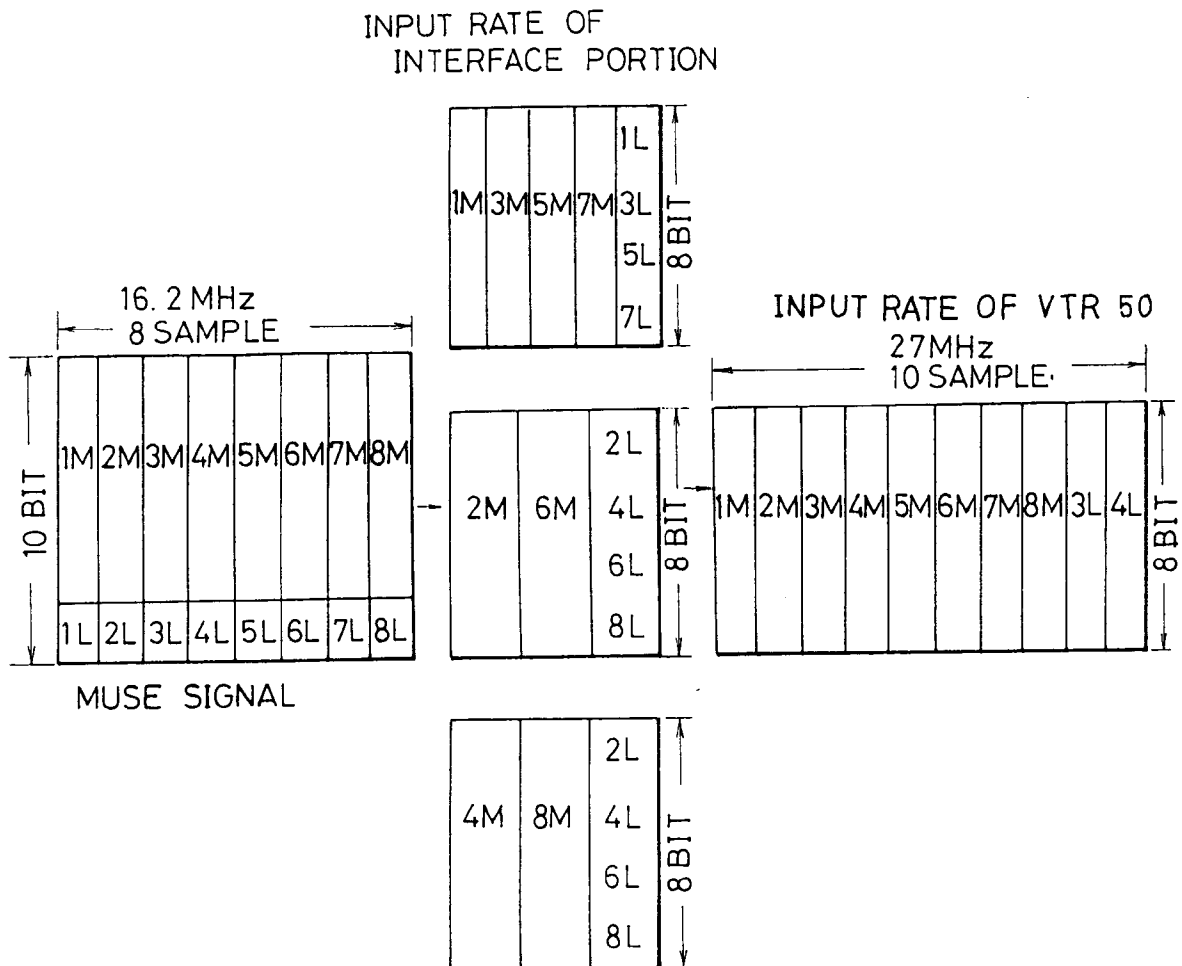 INPUT RATE OF
INTERFACE PORTION
1M 3M 5M 7M
1L
3L
5L
7L
8 BIT
16.2 MHz
8 SAMPLE
10 BIT
1M 2M 3M 4M 5M 6M 7M 8M
1L 2L 3L 4L 5L 6L 7L 8L
MUSE SIGNAL
2M 6M
2L
4L
6L
8L
8 BIT
4M 8M
2L
4L
6L
8L
8 BIT
INPUT RATE OF VTR 50
27MHz
10 SAMPLE
1M 2M 3M 4M 5M 6M 7M 8M 3L 4L
8 BIT